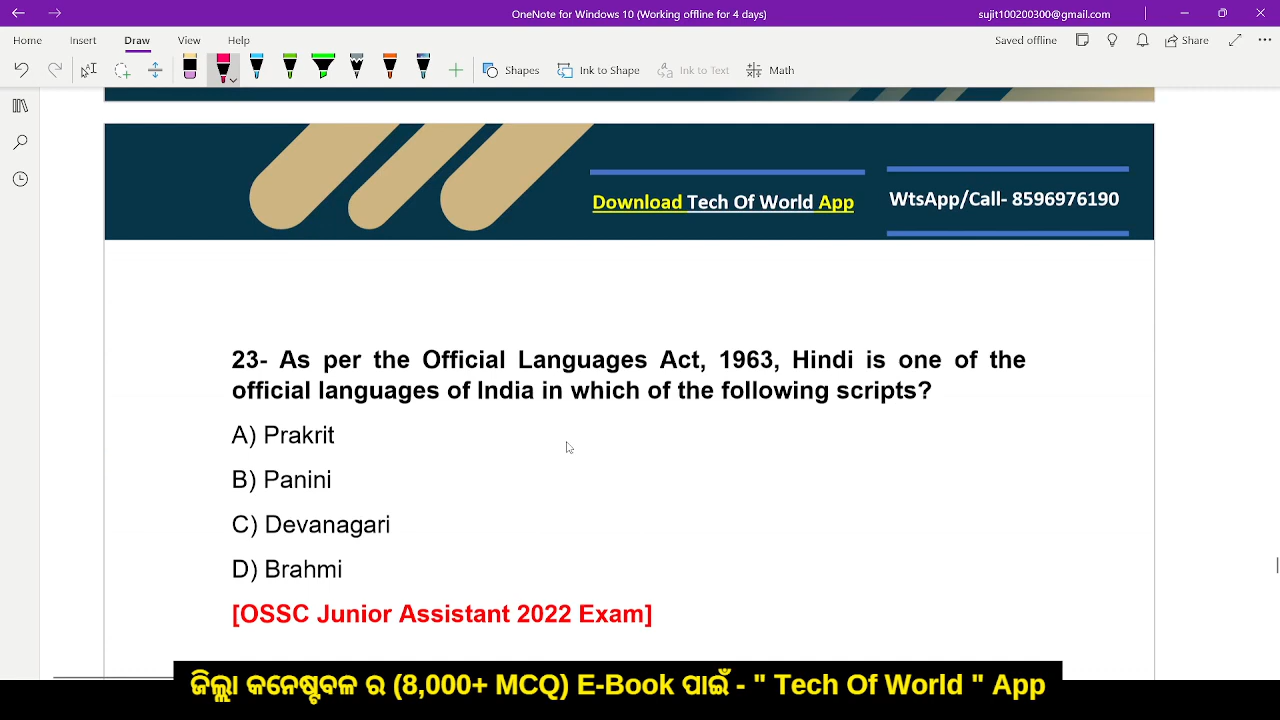 OneNote for Windows 10 (Working offline for 4 days)
sujit100200300@gmail.com
Home Insert Draw View Help
Saved offline
Share
Shapes
Ink to Shape
Ink to Text
Math
Download Tech Of World App
WtsApp/Call- 8596976190
23- As per the Official Languages Act, 1963, Hindi is one of the
official languages of India in which of the following scripts?
A) Prakrit
B) Panini
C) Devanagari
D) Brahmi
[OSSC Junior Assistant 2022 Exam]
ଜିଲ୍ଲା କନେଷ୍ଟବଳ ର (8,000+ MCQ) E-Book ପାଇଁ - " Tech Of World " App